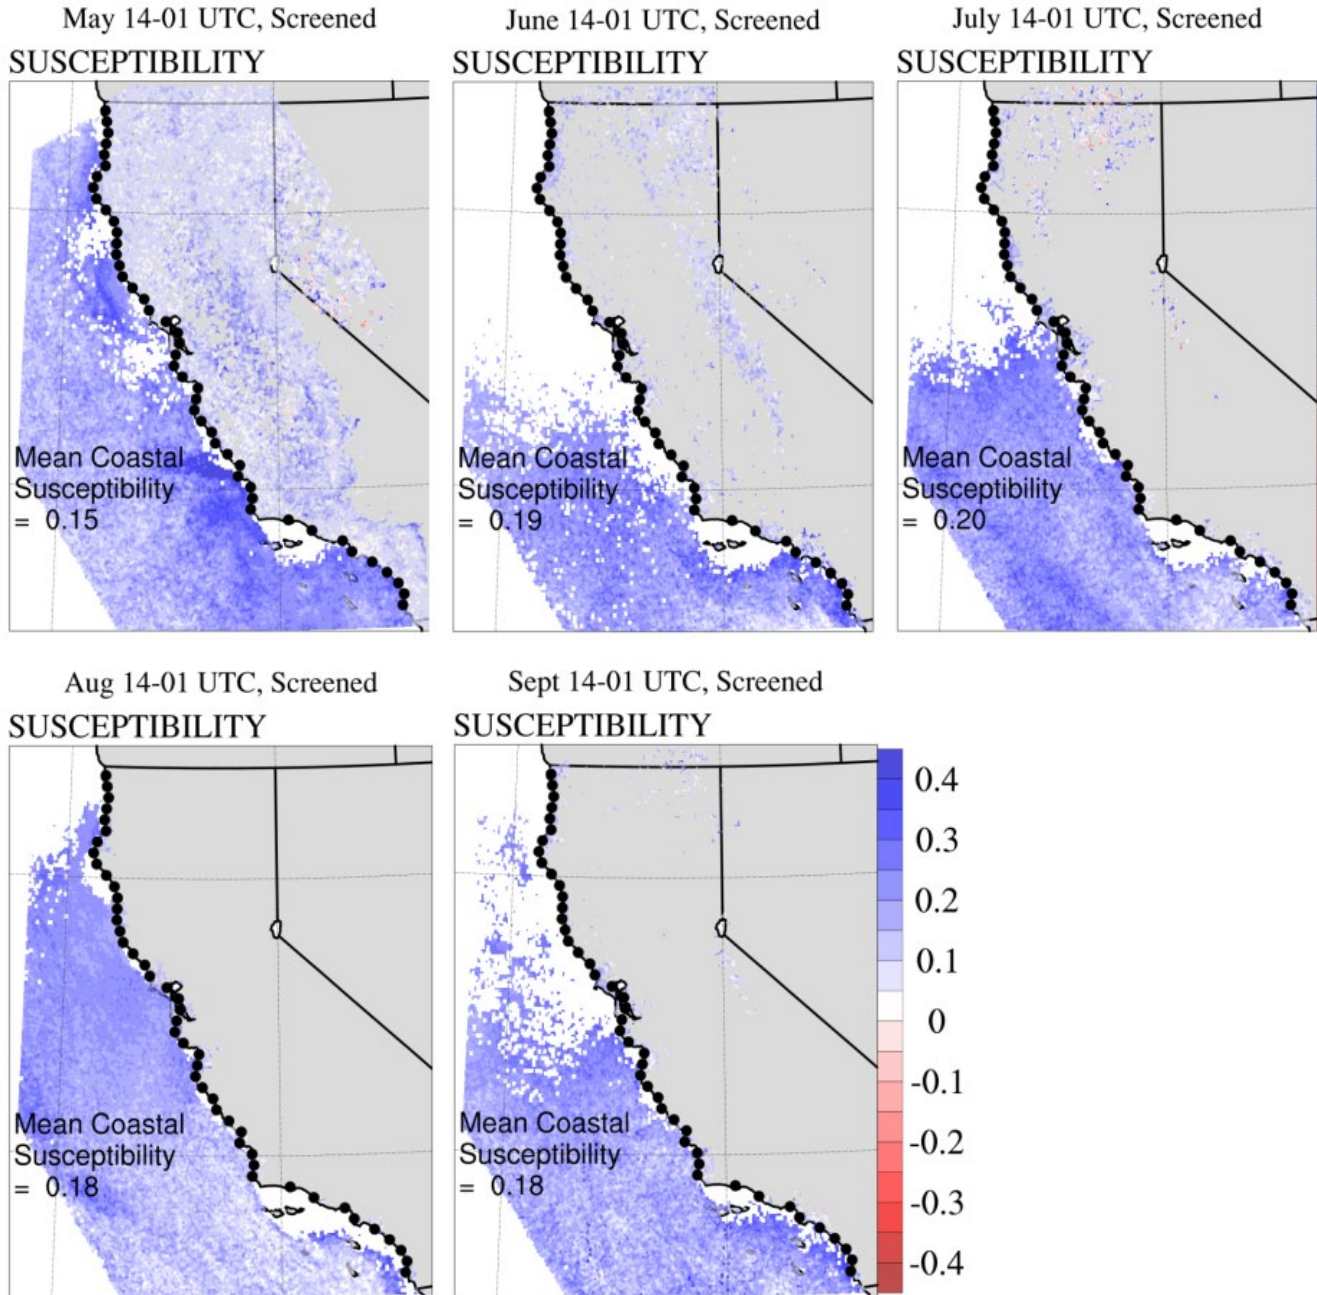 May 14-01 UTC, Screened
SUSCEPTIBILITY
Mean Coastal
Susceptibility
= 0.15
June 14-01 UTC, Screened
SUSCEPTIBILITY
Mean Coastal
Susceptibility
= 0.19
July 14-01 UTC, Screened
SUSCEPTIBILITY
Mean Coastal
Susceptibility
= 0.20
Aug 14-01 UTC, Screened
SUSCEPTIBILITY
Mean Coastal
Susceptibility
= 0.18
Sept 14-01 UTC, Screened
SUSCEPTIBILITY
Mean Coastal
Susceptibility
= 0.18
0.4
0.3
0.2
0.1
0
-0.1
-0.2
-0.3
-0.4